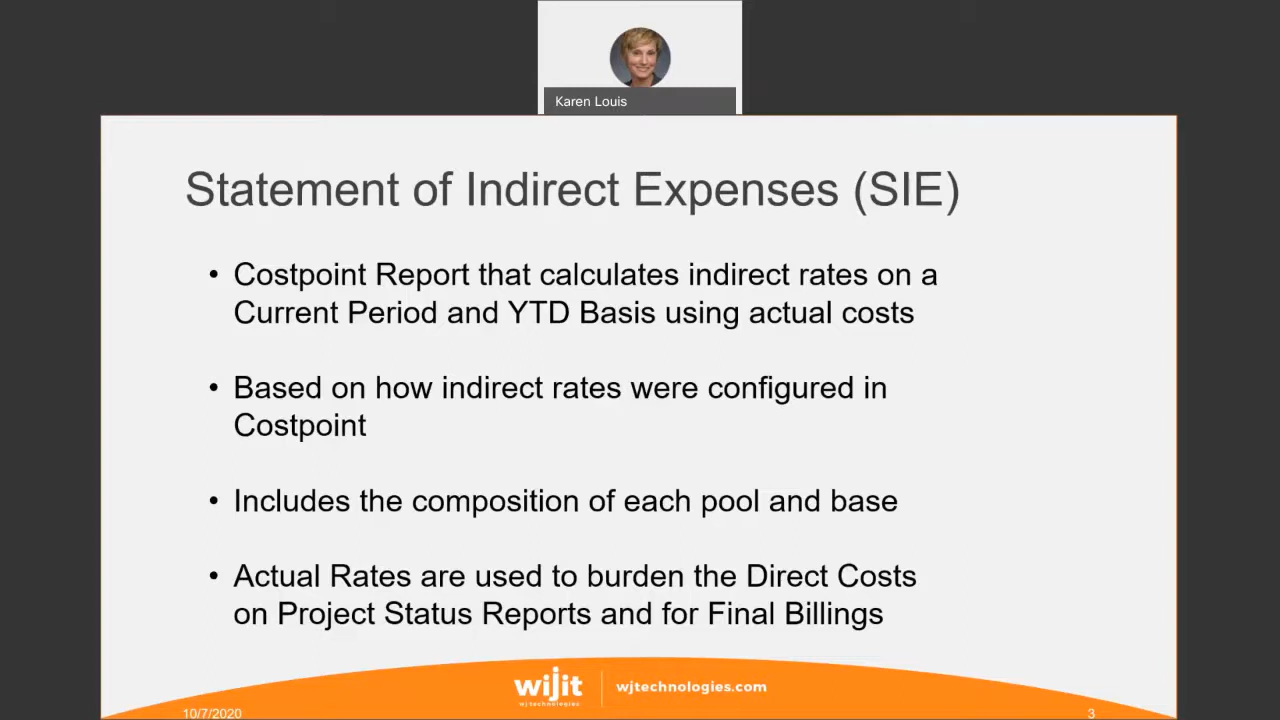 Karen Louis
Statement of Indirect Expenses (SIE)
• Costpoint Report that calculates indirect rates on a
Current Period and YTD Basis using actual costs
• Based on how indirect rates were configured in
Costpoint
• Includes the composition of each pool and base
• Actual Rates are used to burden the Direct Costs
on Project Status Reports and for Final Billings
wijit
wj technologies
wjtechnologies.com
10/7/2020
3